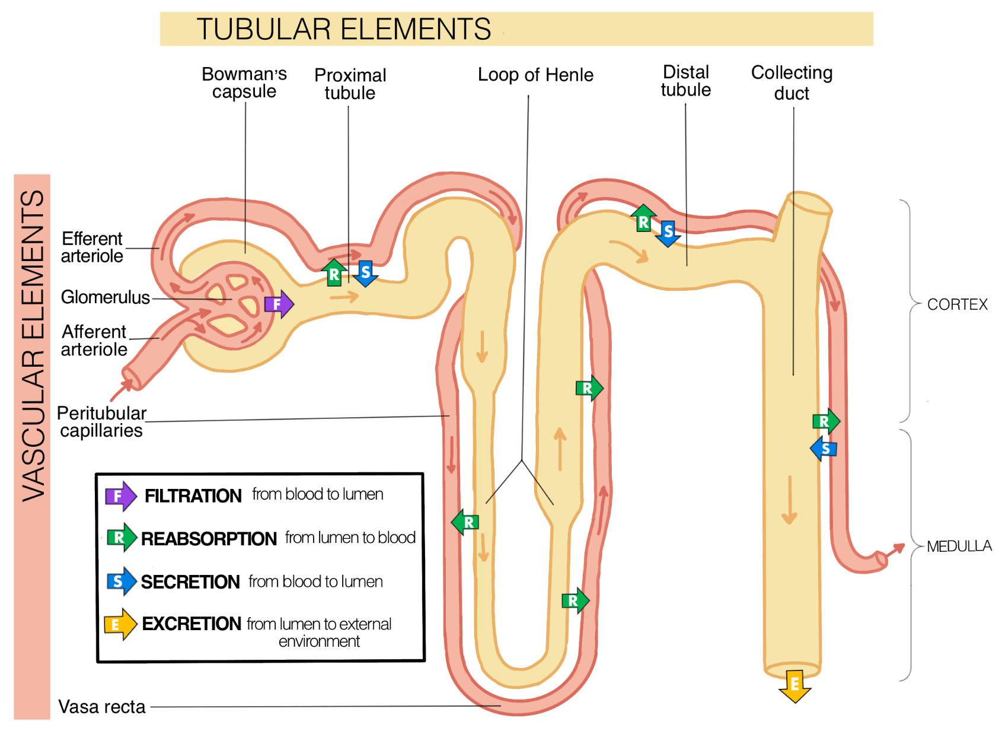 TUBULAR ELEMENTS
Bowman's
capsule
Proximal
tubule
Loop of Henle
Distal
tubule
Collecting
duct
VASCULAR ELEMENTS
Efferent
arteriole
Glomerulus
Afferent
arteriole
Peritubular
capillaries
Vasa recta
F
R
S
R
S
R
R
R
R
S
E
CORTEX
MEDULLA
F FILTRATION from blood to lumen
R REABSORPTION from lumen to blood
S SECRETION from blood to lumen
E EXCRETION from lumen to external
environment